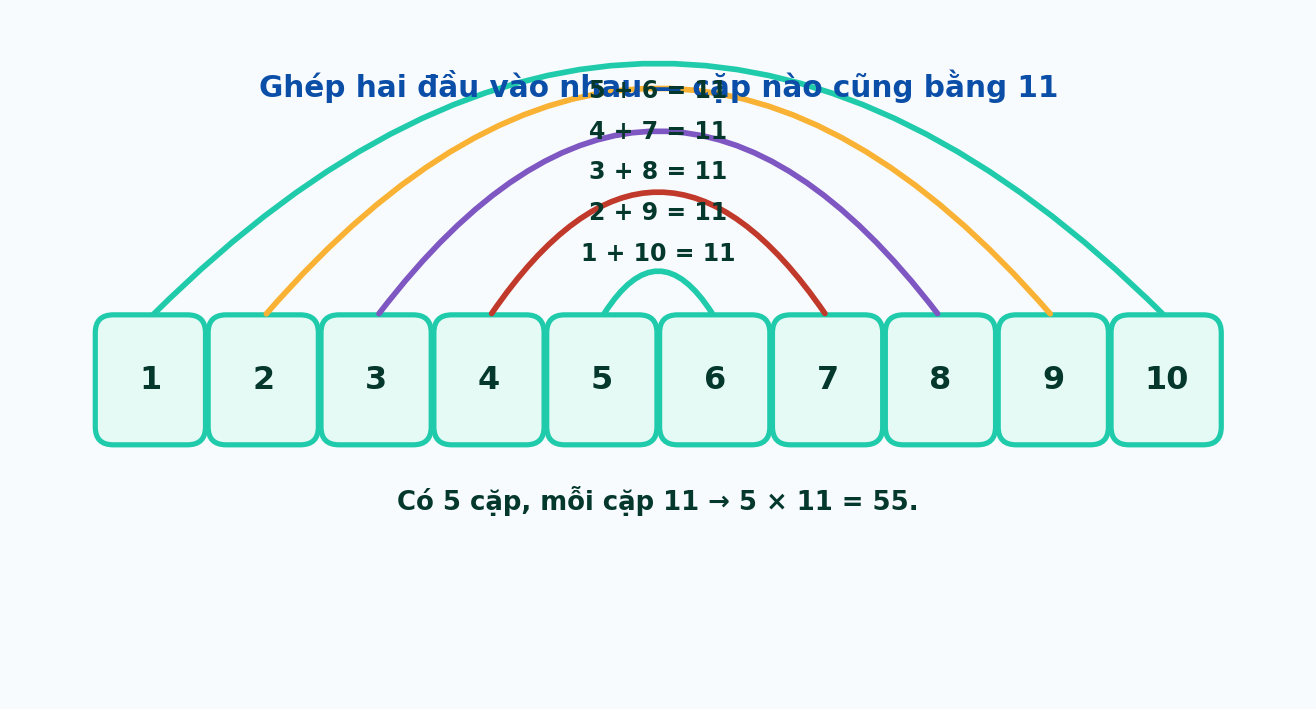 Ghép hai đầu vào nhau — cặp nào cũng bằng 11
5 + 6 = 11
4 + 7 = 11
3 + 8 = 11
2 + 9 = 11
1 + 10 = 11
1 2 3 4 5 6 7 8 9 10
Có 5 cặp, mỗi cặp 11 → 5 × 11 = 55.